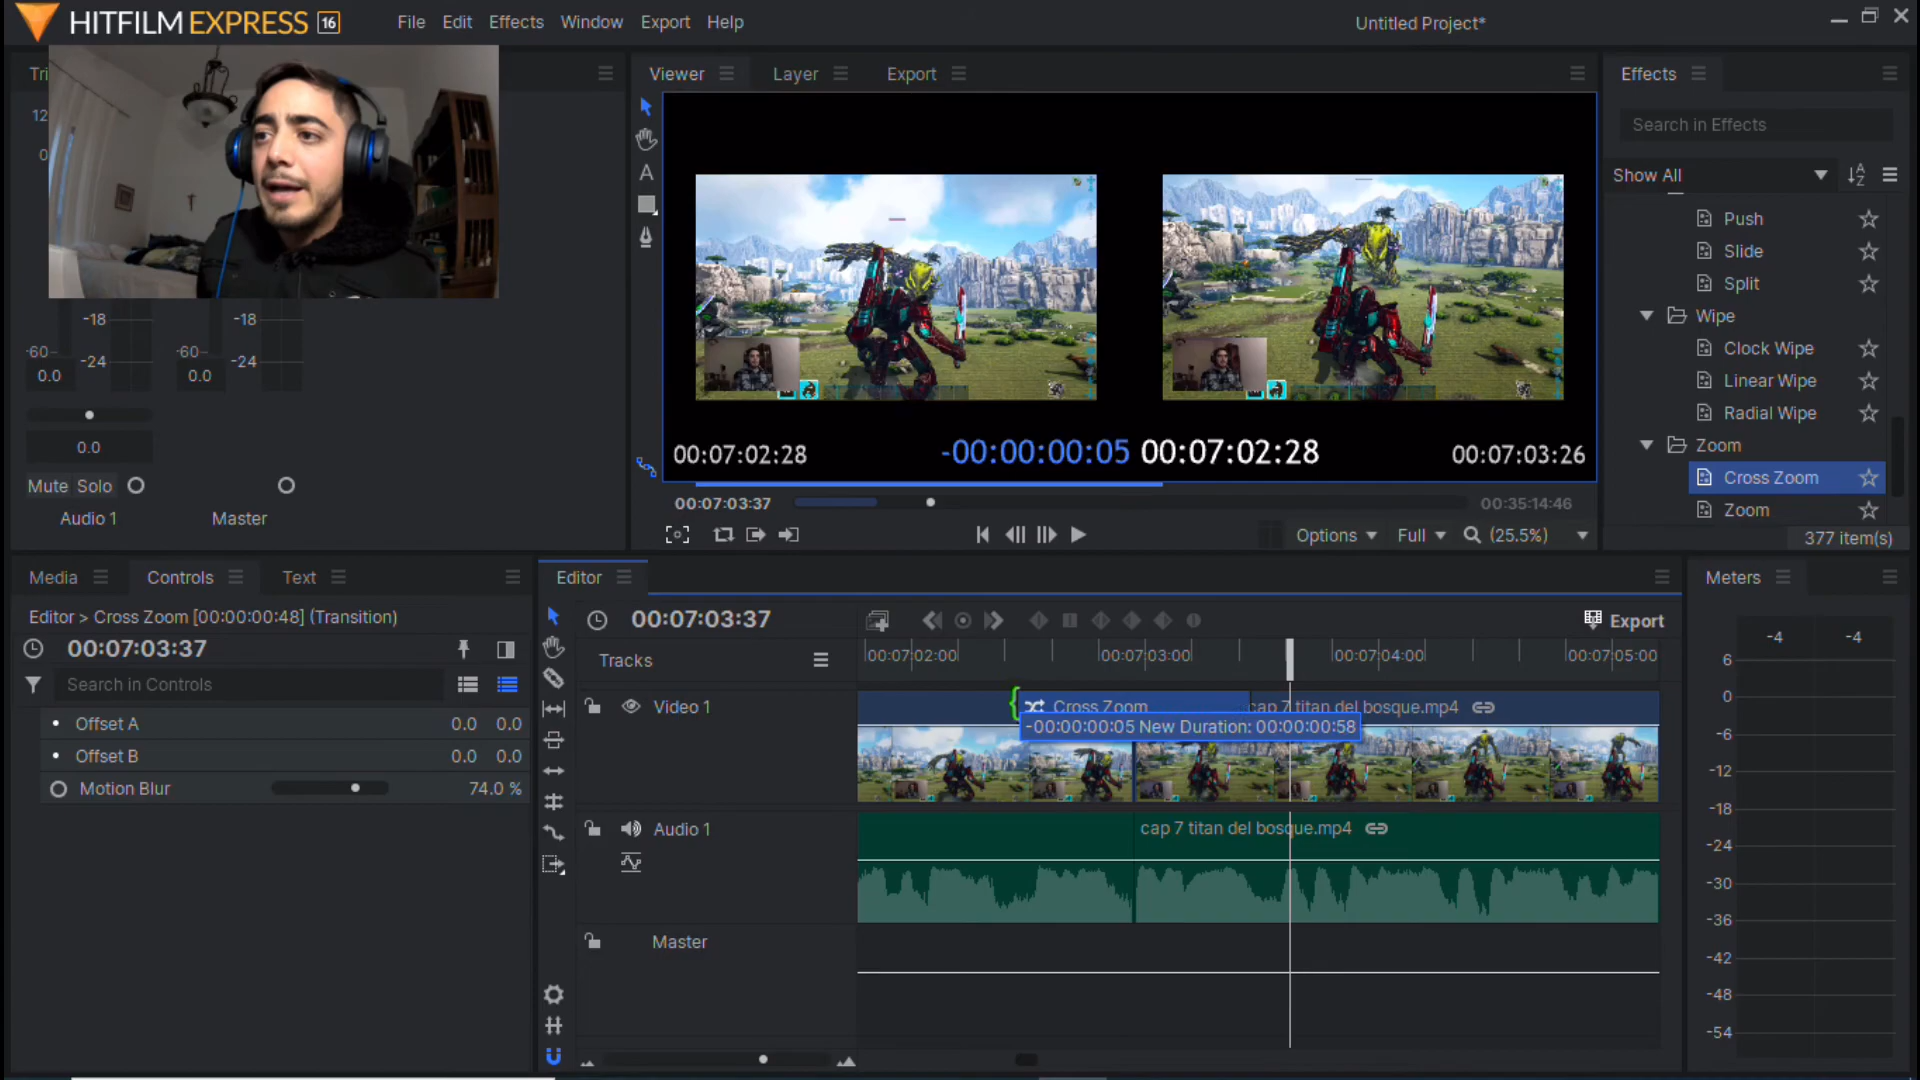 HITFILM EXPRESS 16
File Edit Effects Window Export Help
Untitled Project*
Tri
Viewer Layer Export
Effects
12
0
Search in Effects
Show All
Push
Slide
Split
Wipe
Clock Wipe
Linear Wipe
Radial Wipe
Zoom
Cross Zoom
Zoom
377 item(s)
-18 -18
-60 -24 -60 -24
0.0 0.0
0.0
Mute Solo
Audio 1 Master
00:07:02:28 -00:00:00:05 00:07:02:28 00:07:03:26
00:07:03:37 00:35:14:46
Options Full (25.5%)
Media Controls Text
Editor > Cross Zoom [00:00:00:48] (Transition)
00:07:03:37
Search in Controls
Offset A 0.0 0.0
Offset B 0.0 0.0
Motion Blur 74.0 %
Editor
00:07:03:37
Export
Tracks
00:07:02:00 00:07:03:00 00:07:04:00 00:07:05:00
Video 1
Cross Zoom cap 7 titan del bosque.mp4
-00:00:00:05 New Duration: 00:00:00:58
Audio 1
cap 7 titan del bosque.mp4
Master
Meters
-4 -4
6
0
-6
-12
-18
-24
-30
-36
-42
-48
-54